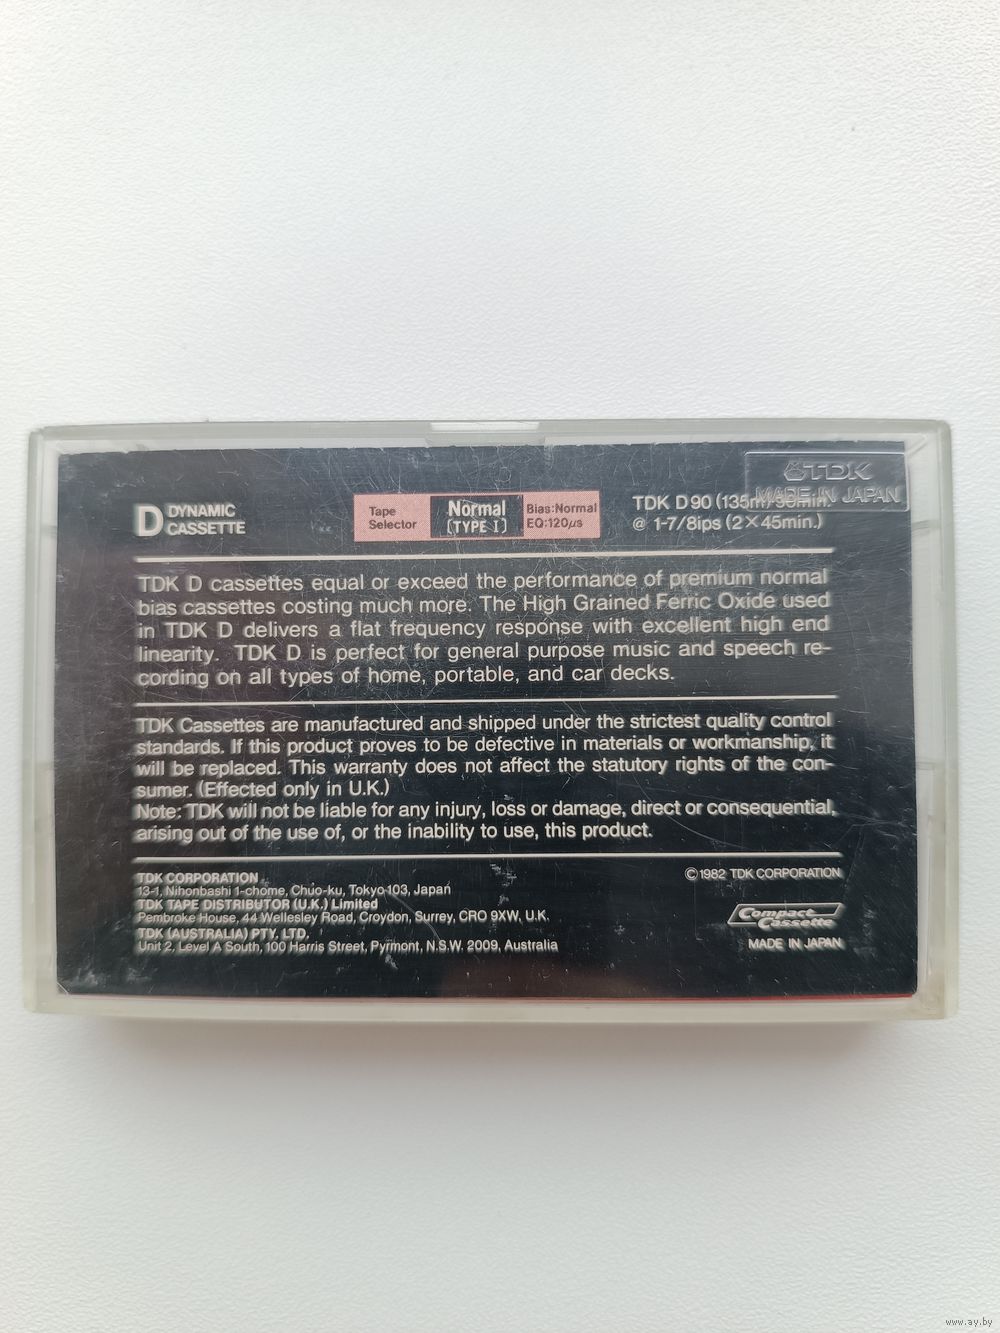 TDK
MADE IN JAPAN
D DYNAMIC
CASSETTE
Tape
Selector
Normal
[TYPE I]
Bias:Normal
EQ:120µs
TDK D90 (135m/90min.
@ 1-7/8ips (2×45min.)
TDK D cassettes equal or exceed the performance of premium normal
bias cassettes costing much more. The High Grained Ferric Oxide used
in TDK D delivers a flat frequency response with excellent high end
linearity. TDK D is perfect for general purpose music and speech re-
cording on all types of home, portable, and car decks.
TDK Cassettes are manufactured and shipped under the strictest quality control
standards. If this product proves to be defective in materials or workmanship, it
will be replaced. This warranty does not affect the statutory rights of the con-
sumer. (Effected only in U.K.)
Note: TDK will not be liable for any injury, loss or damage, direct or consequential,
arising out of the use of, or the inability to use, this product.
TDK CORPORATION
13-1, Nihonbashi 1-chome, Chuo-ku, Tokyo 103, Japan
TDK TAPE DISTRIBUTOR (U.K.) Limited
Pembroke House, 44 Wellesley Road, Croydon, Surrey, CRO 9XW, U.K.
TDK (AUSTRALIA) PTY. LTD.
Unit 2, Level A South, 100 Harris Street, Pyrmont, N.S.W. 2009, Australia
©1982 TDK CORPORATION
Compact
Cassette
MADE IN JAPAN
www.ay.by